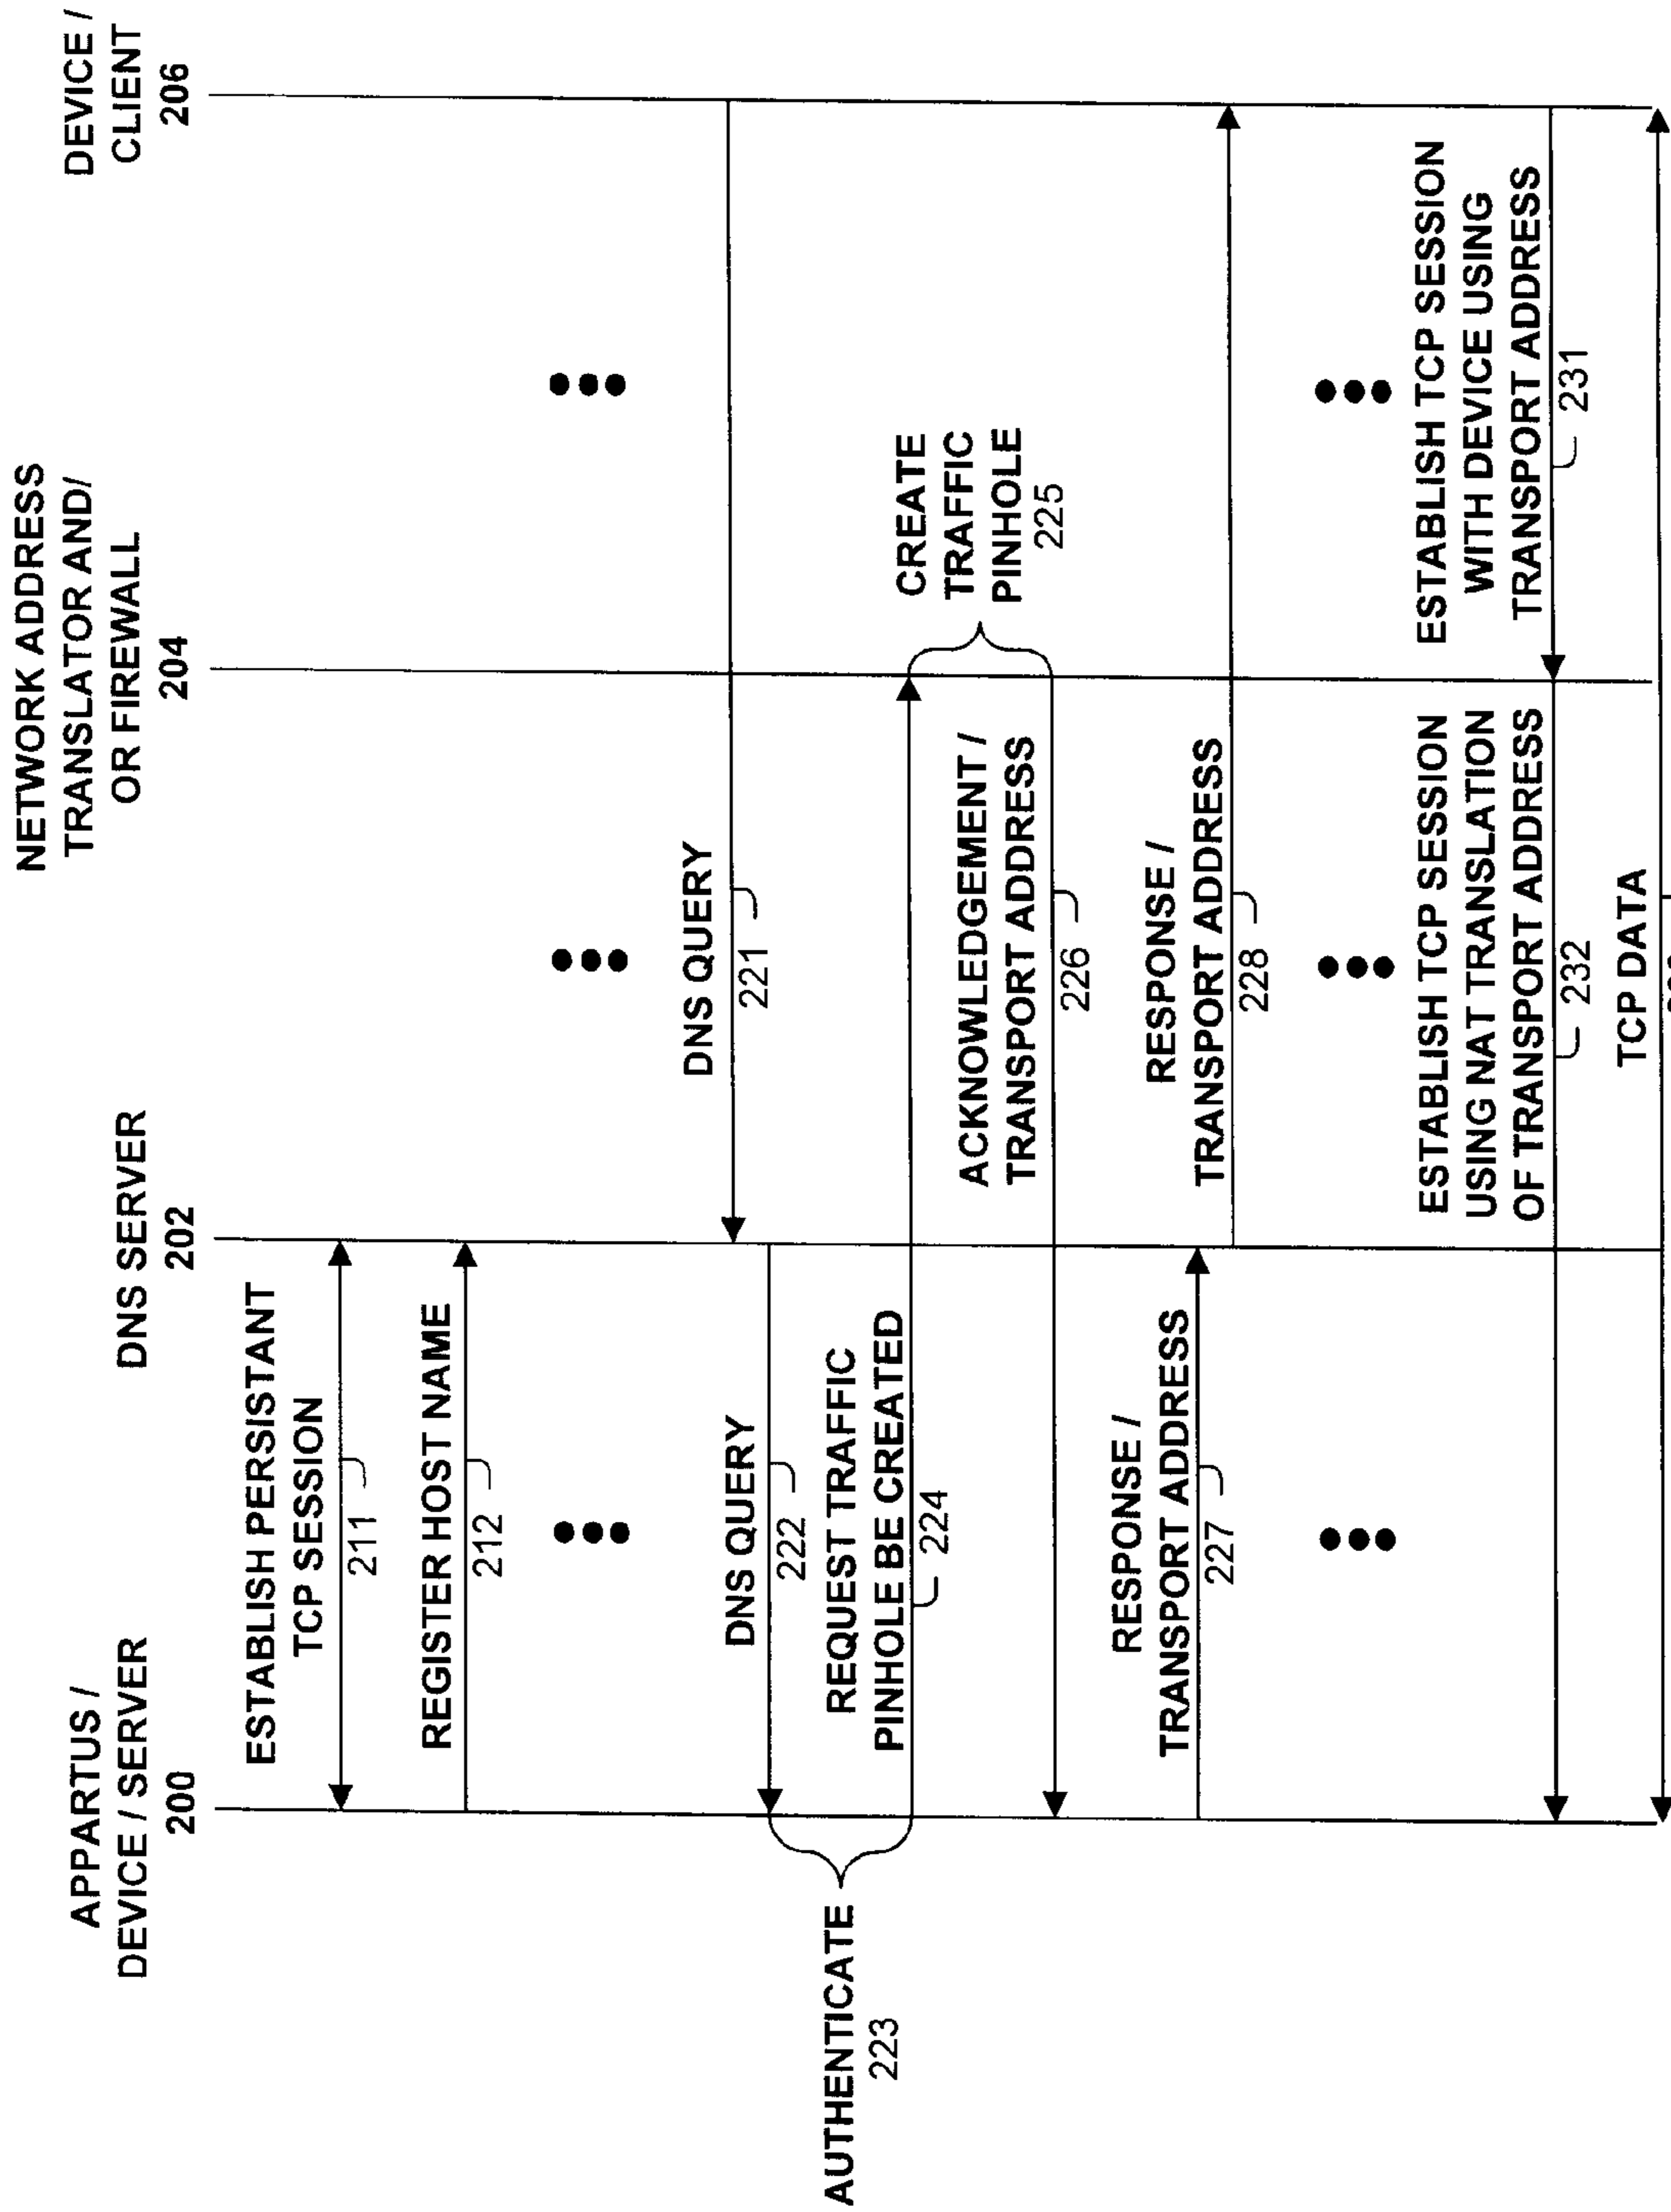 APPARTUS /
DEVICE / SERVER
200
DNS SERVER
202
NETWORK ADDRESS
TRANSLATOR AND/
OR FIREWALL
204
DEVICE /
CLIENT
206
ESTABLISH PERSISTANT
TCP SESSION
211
REGISTER HOST NAME
212
DNS QUERY
221
DNS QUERY
222
AUTHENTICATE
223
REQUEST TRAFFIC
PINHOLE BE CREATED
224
CREATE
TRAFFIC
PINHOLE
225
ACKNOWLEDGEMENT /
TRANSPORT ADDRESS
226
RESPONSE /
TRANSPORT ADDRESS
227
RESPONSE /
TRANSPORT ADDRESS
228
ESTABLISH TCP SESSION
WITH DEVICE USING
TRANSPORT ADDRESS
231
ESTABLISH TCP SESSION
USING NAT TRANSLATION
OF TRANSPORT ADDRESS
232
TCP DATA